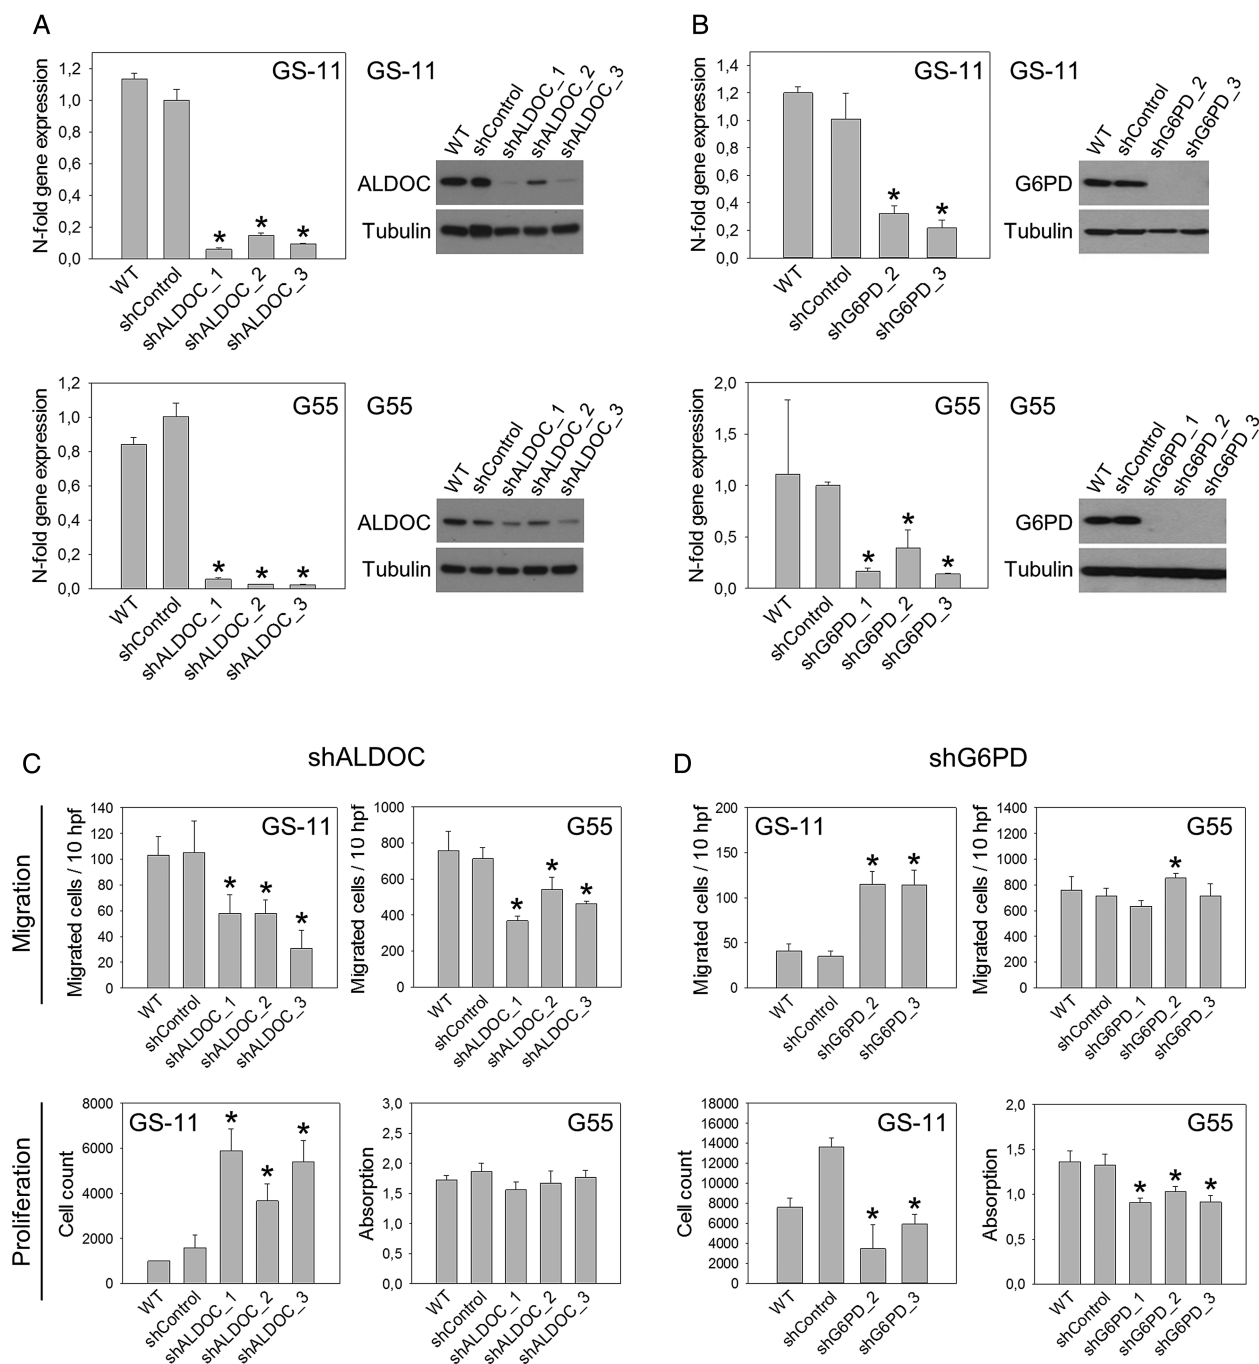 A
N-fold gene expression
1,2
1,0
0,8
0,6
0,4
0,2
0,0
GS-11
* * *
WT
shControl
shALDOC_1
shALDOC_2
shALDOC_3
GS-11
WT
shControl
shALDOC_1
shALDOC_2
shALDOC_3
ALDOC
Tubulin
B
N-fold gene expression
1,4
1,2
1,0
0,8
0,6
0,4
0,2
0,0
GS-11
* *
WT
shControl
shG6PD_2
shG6PD_3
GS-11
WT
shControl
shG6PD_2
shG6PD_3
G6PD
Tubulin
N-fold gene expression
1,2
1,0
0,8
0,6
0,4
0,2
0,0
G55
* * *
WT
shControl
shALDOC_1
shALDOC_2
shALDOC_3
G55
WT
shControl
shALDOC_1
shALDOC_2
shALDOC_3
ALDOC
Tubulin
N-fold gene expression
2,0
1,5
1,0
0,5
0,0
G55
* * *
WT
shControl
shG6PD_1
shG6PD_2
shG6PD_3
G55
WT
shControl
shG6PD_1
shG6PD_2
shG6PD_3
G6PD
Tubulin
C
shALDOC
Migration
Migrated cells / 10 hpf
140
120
100
80
60
40
20
0
GS-11
* * *
WT
shControl
shALDOC_1
shALDOC_2
shALDOC_3
Migrated cells / 10 hpf
1000
800
600
400
200
0
G55
* * *
WT
shControl
shALDOC_1
shALDOC_2
shALDOC_3
D
shG6PD
Migrated cells / 10 hpf
200
150
100
50
0
GS-11
* *
WT
shControl
shG6PD_2
shG6PD_3
Migrated cells / 10 hpf
1400
1200
1000
800
600
400
200
0
G55
*
WT
shControl
shG6PD_1
shG6PD_2
shG6PD_3
Proliferation
Cell count
8000
6000
4000
2000
0
GS-11
* * *
WT
shControl
shALDOC_1
shALDOC_2
shALDOC_3
Absorption
3,0
2,5
2,0
1,5
1,0
0,5
0,0
G55
WT
shControl
shALDOC_1
shALDOC_2
shALDOC_3
Cell count
18000
16000
14000
12000
10000
8000
6000
4000
2000
0
GS-11
* *
WT
shControl
shG6PD_2
shG6PD_3
Absorption
2,0
1,5
1,0
0,5
0,0
G55
* * *
WT
shControl
shG6PD_1
shG6PD_2
shG6PD_3